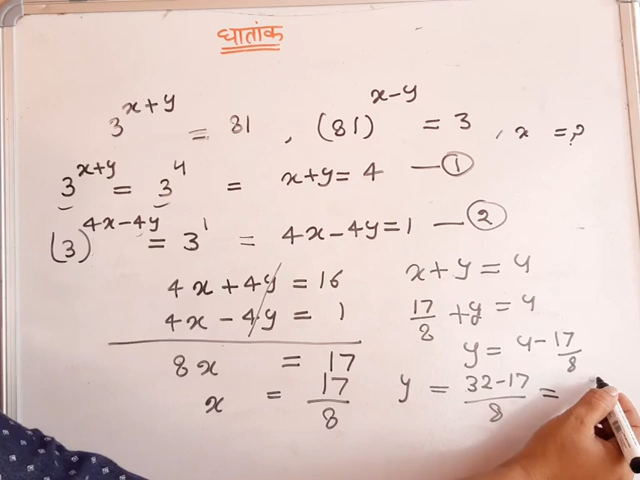 घातांक
3^{x+y} = 81 , (81)^{x-y} = 3 , x = ?
3^{x+y} = 3^4 = x+y = 4 — ①
(3)^{4x-4y} = 3^1 = 4x-4y=1 — ②
4x+4y = 16
4x-4y = 1
8x = 17
x = 17/8
x+y = 4
17/8 + y = 4
y = 4 - 17/8
y = 32-17/8 =